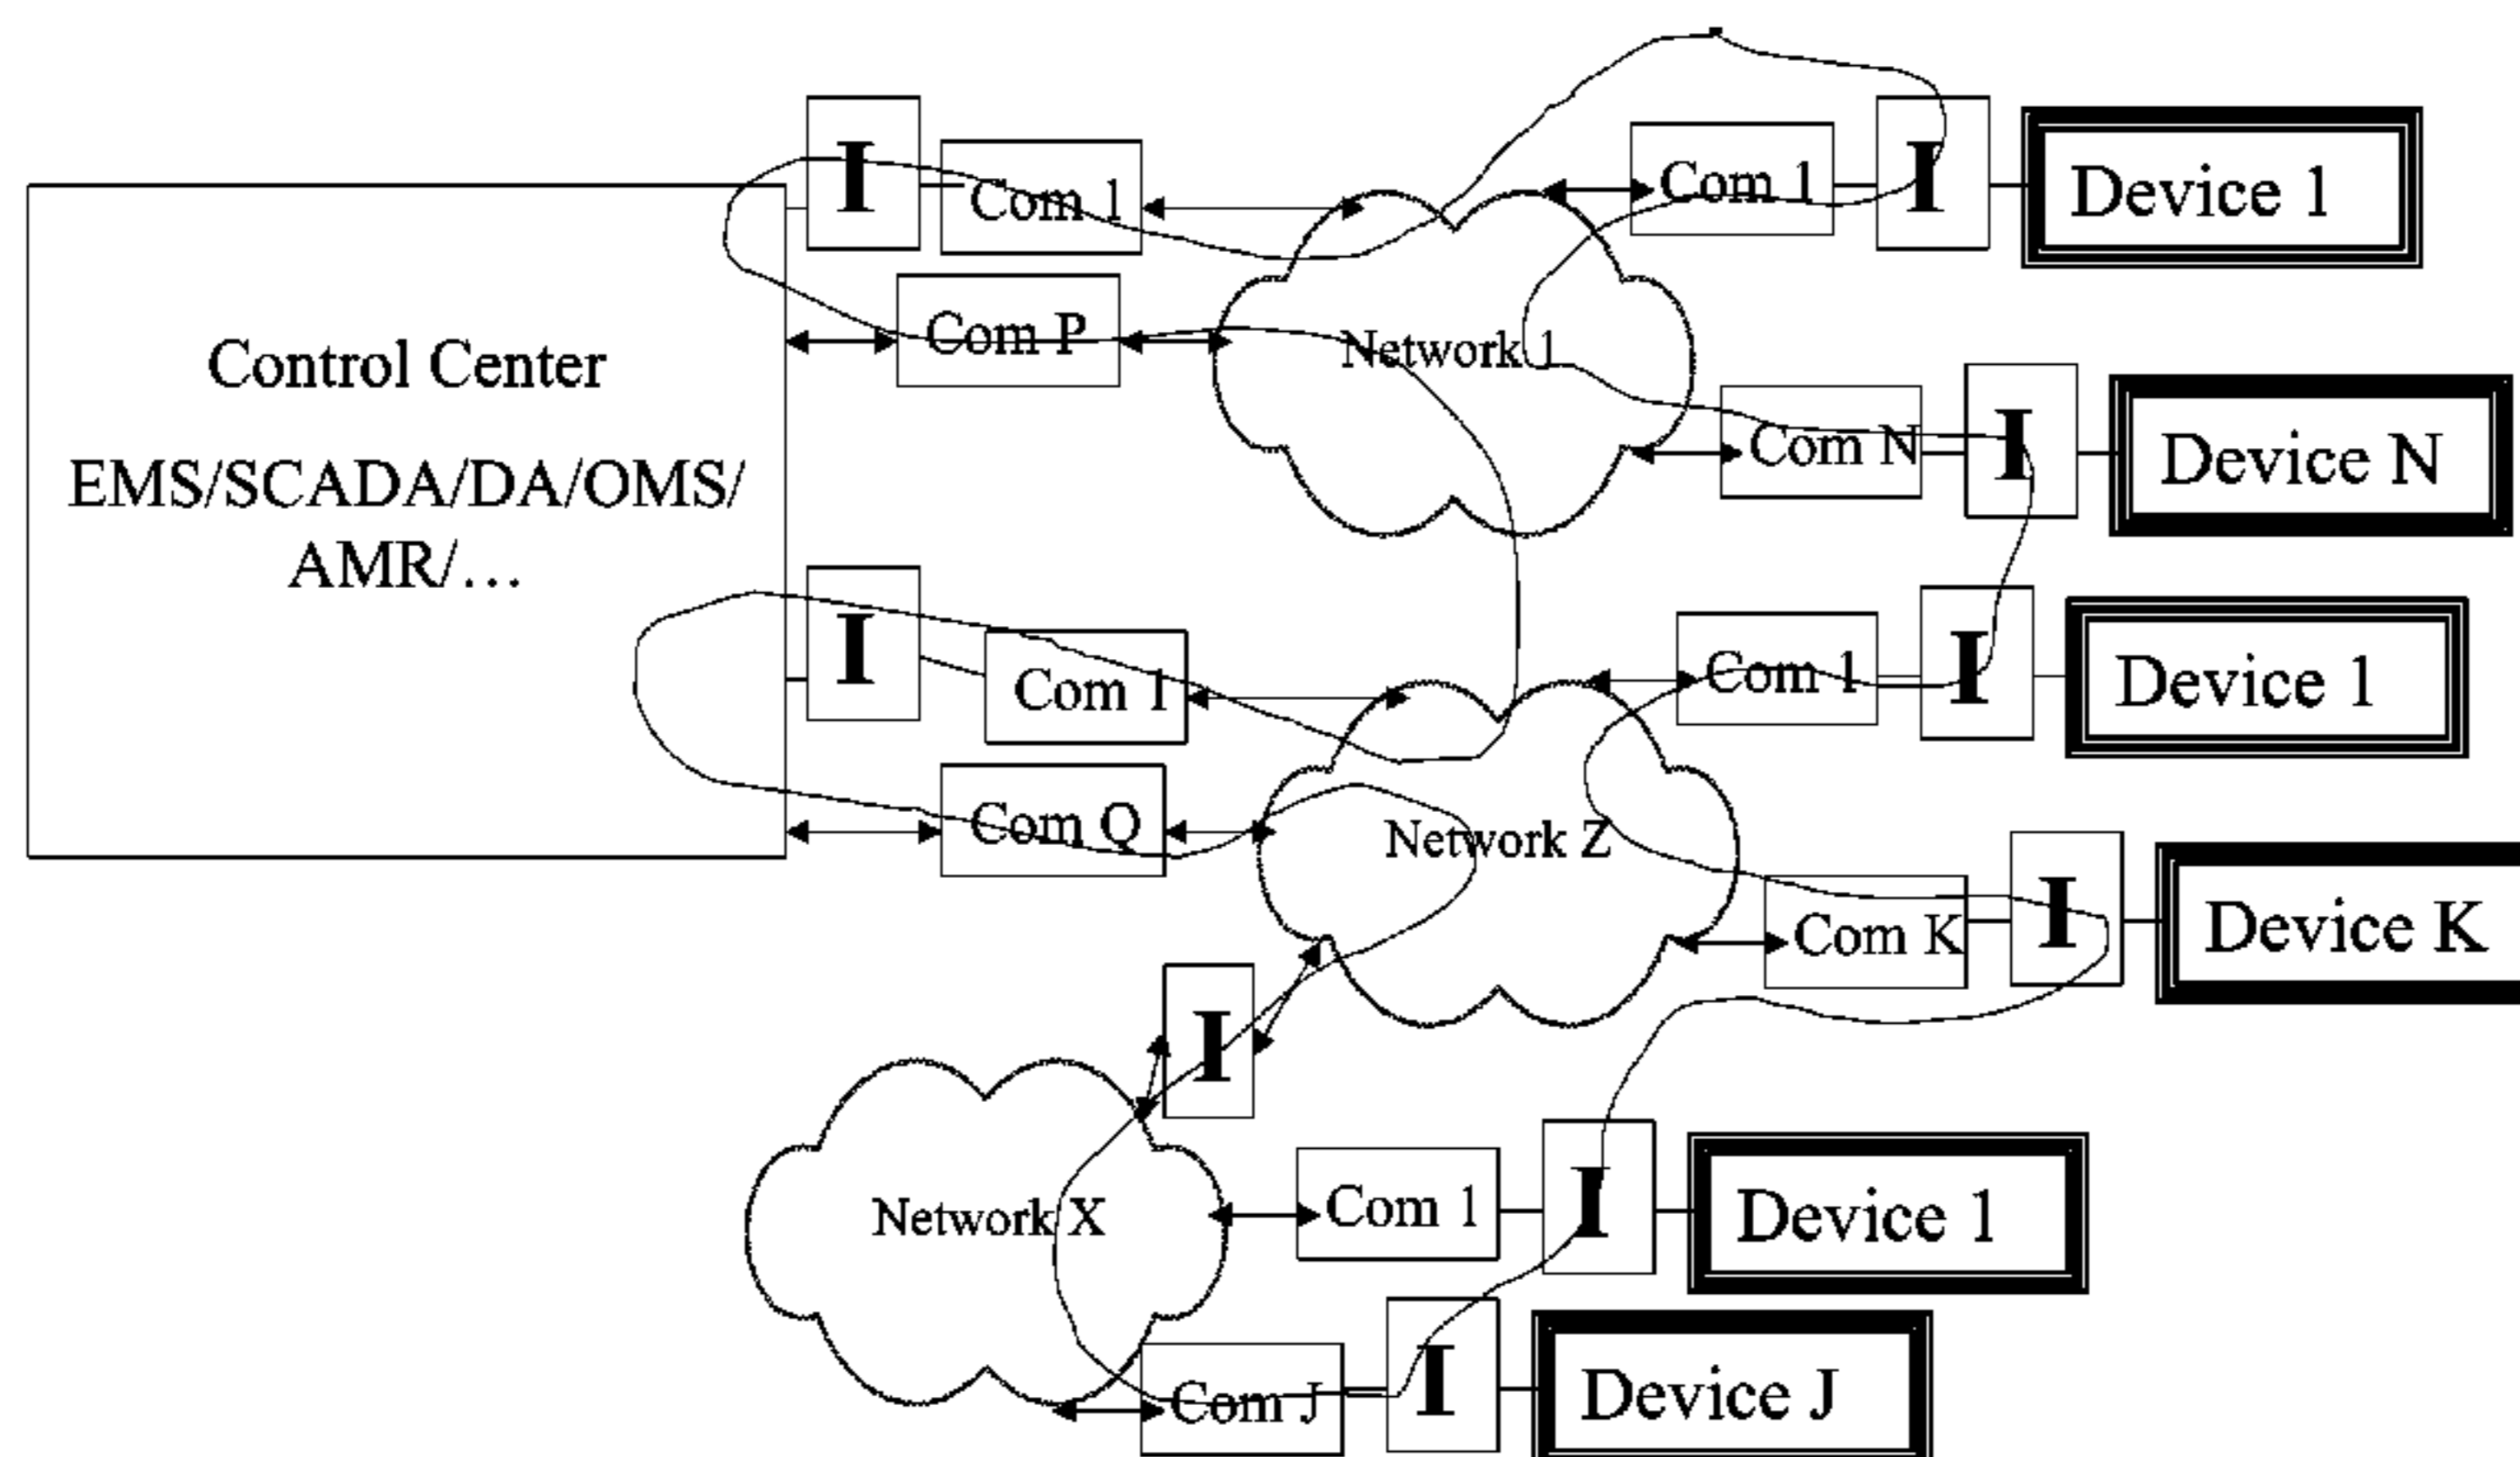 I
Com 1
Com 1
I
Device 1
Com P
Control Center
EMS/SCADA/DA/OMS/
AMR/...
Network 1
Com N
I
Device N
I
Com 1
Com 1
I
Device 1
Com Q
Network Z
Com K
I
Device K
I
Network X
Com 1
I
Device 1
Com J
I
Device J